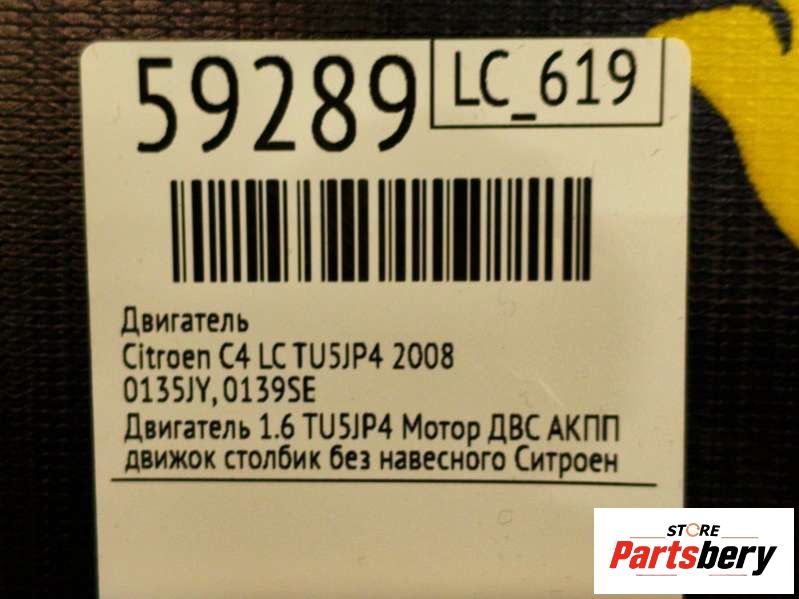 59289
LC_619
Двигатель
Citroen C4 LC TU5JP4 2008
0135JY,0139SE
Двигатель 1.6 TU5JP4 Мотор ДВС АКПП
движок столбик без навесного Ситроен
STORE
Partsbery